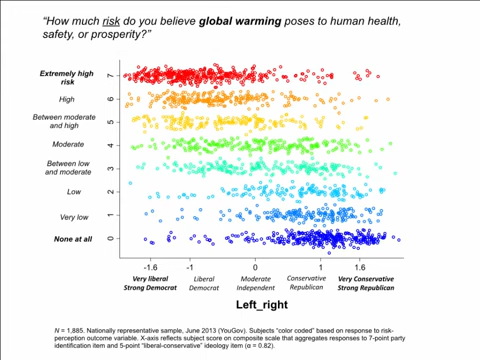 “How much risk do you believe global warming poses to human health,
safety, or prosperity?”
Extremely high
risk
7
High
6
Between moderate
and high
5
Moderate
4
Between low
and moderate
3
Low
2
Very low
1
None at all
0
-1.6 -1 0 1 1.6
Very liberal Liberal Moderate Conservative Very Conservative
Strong Democrat Democrat Independent Republican Strong Republican
Left_right
N = 1,885. Nationally representative sample, June 2013 (YouGov). Subjects “color coded” based on response to risk-
perception outcome variable. X-axis reflects subject score on composite scale that aggregates responses to 7-point party
identification item and 5-point “liberal-conservative” ideology item (α = 0.82).